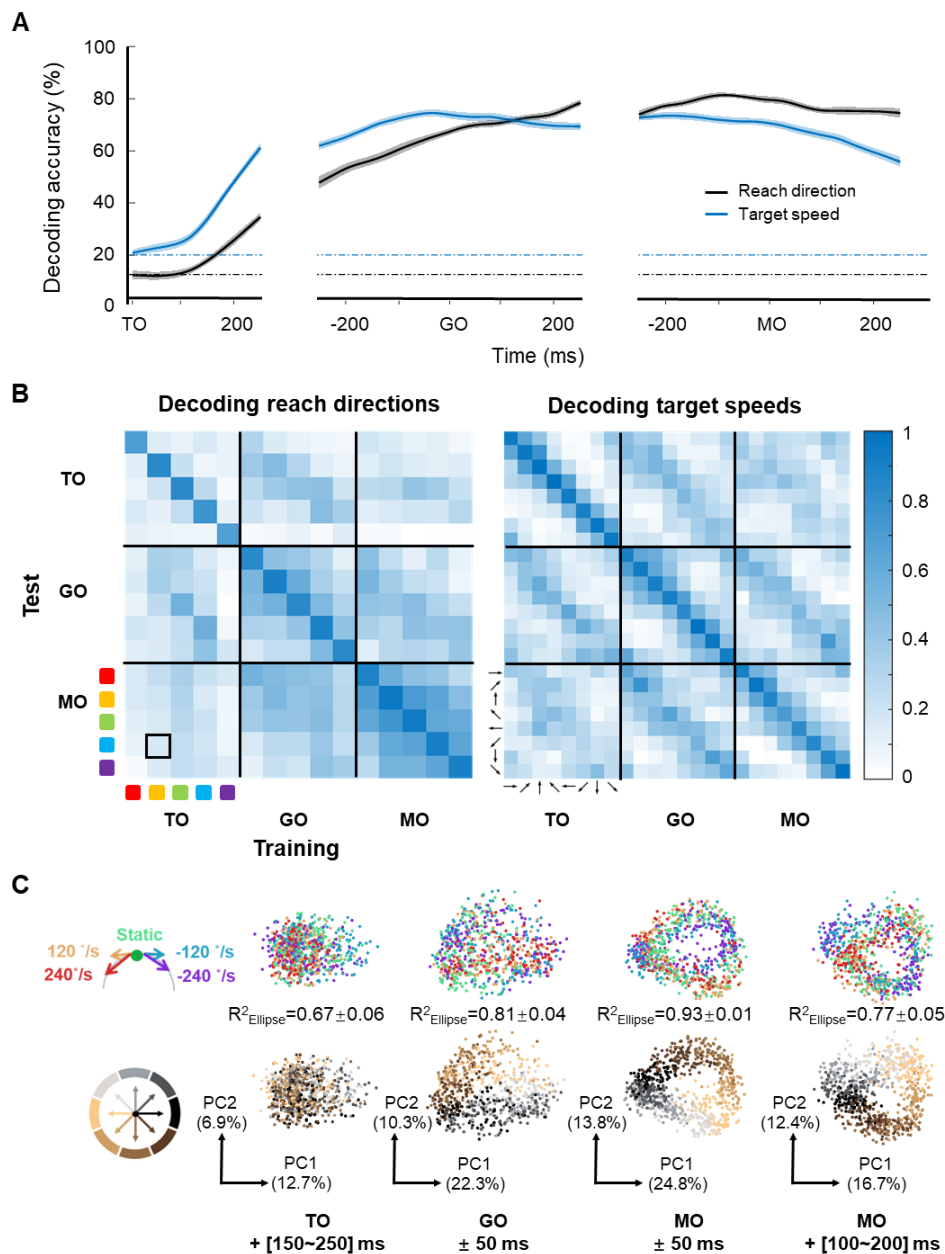 A
100
80
60
40
20
0
Decoding accuracy (%)
Reach direction
Target speed
TO 200 -200 GO 200 -200 MO 200
Time (ms)
B
Decoding reach directions Decoding target speeds
TO
GO
MO
Test
1
0.8
0.6
0.4
0.2
0
TO GO MO TO GO MO
Training
C
Static
120 °/s -120 °/s
240°/s -240 °/s
R²Ellipse=0.67±0.06 R²Ellipse=0.81±0.04 R²Ellipse=0.93±0.01 R²Ellipse=0.77±0.05
PC2 PC2 PC2 PC2
(6.9%) (10.3%) (13.8%) (12.4%)
PC1 PC1 PC1 PC1
(12.7%) (22.3%) (24.8%) (16.7%)
TO GO MO MO
+ [150~250] ms ± 50 ms ± 50 ms + [100~200] ms